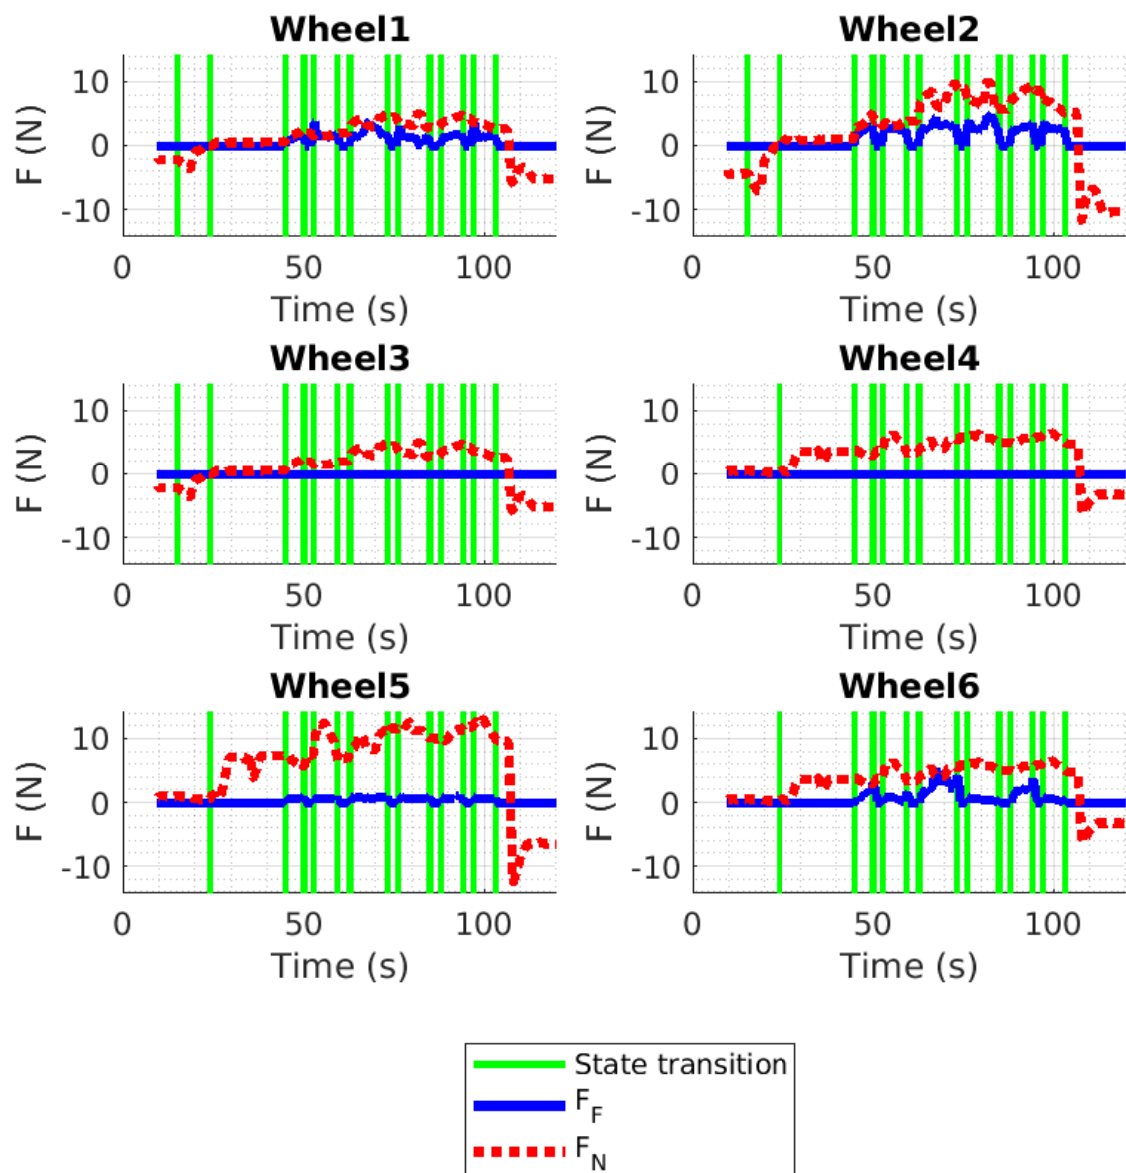 Wheel1 Wheel2
10 10
0 0
-10 -10
F (N) F (N)
0 50 100 0 50 100
Time (s) Time (s)
Wheel3 Wheel4
10 10
0 0
-10 -10
F (N) F (N)
0 50 100 0 50 100
Time (s) Time (s)
Wheel5 Wheel6
10 10
0 0
-10 -10
F (N) F (N)
0 50 100 0 50 100
Time (s) Time (s)
State transition
F_F
F_N